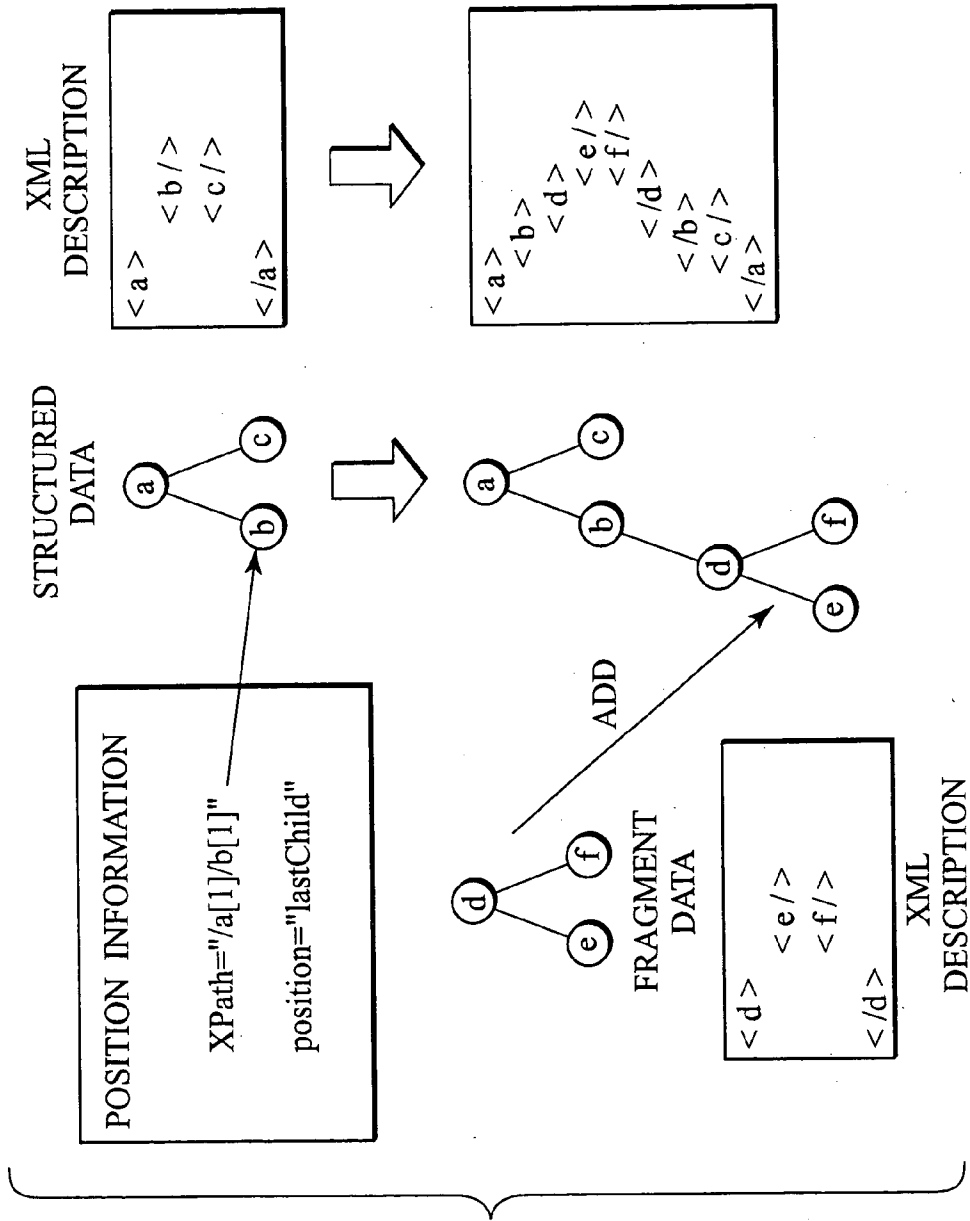 POSITION INFORMATION
XPath="/a[1]/b[1]"
position="lastChild"
STRUCTURED
DATA
a
b
c
XML
DESCRIPTION
<a>
<b/>
<c/>
</a>
d
e
f
FRAGMENT
DATA
<d>
<e/>
<f/>
</d>
XML
DESCRIPTION
ADD
a
b
c
d
e
f
<a>
<b>
<d>
<e/>
<f/>
</d>
</b>
<c/>
</a>